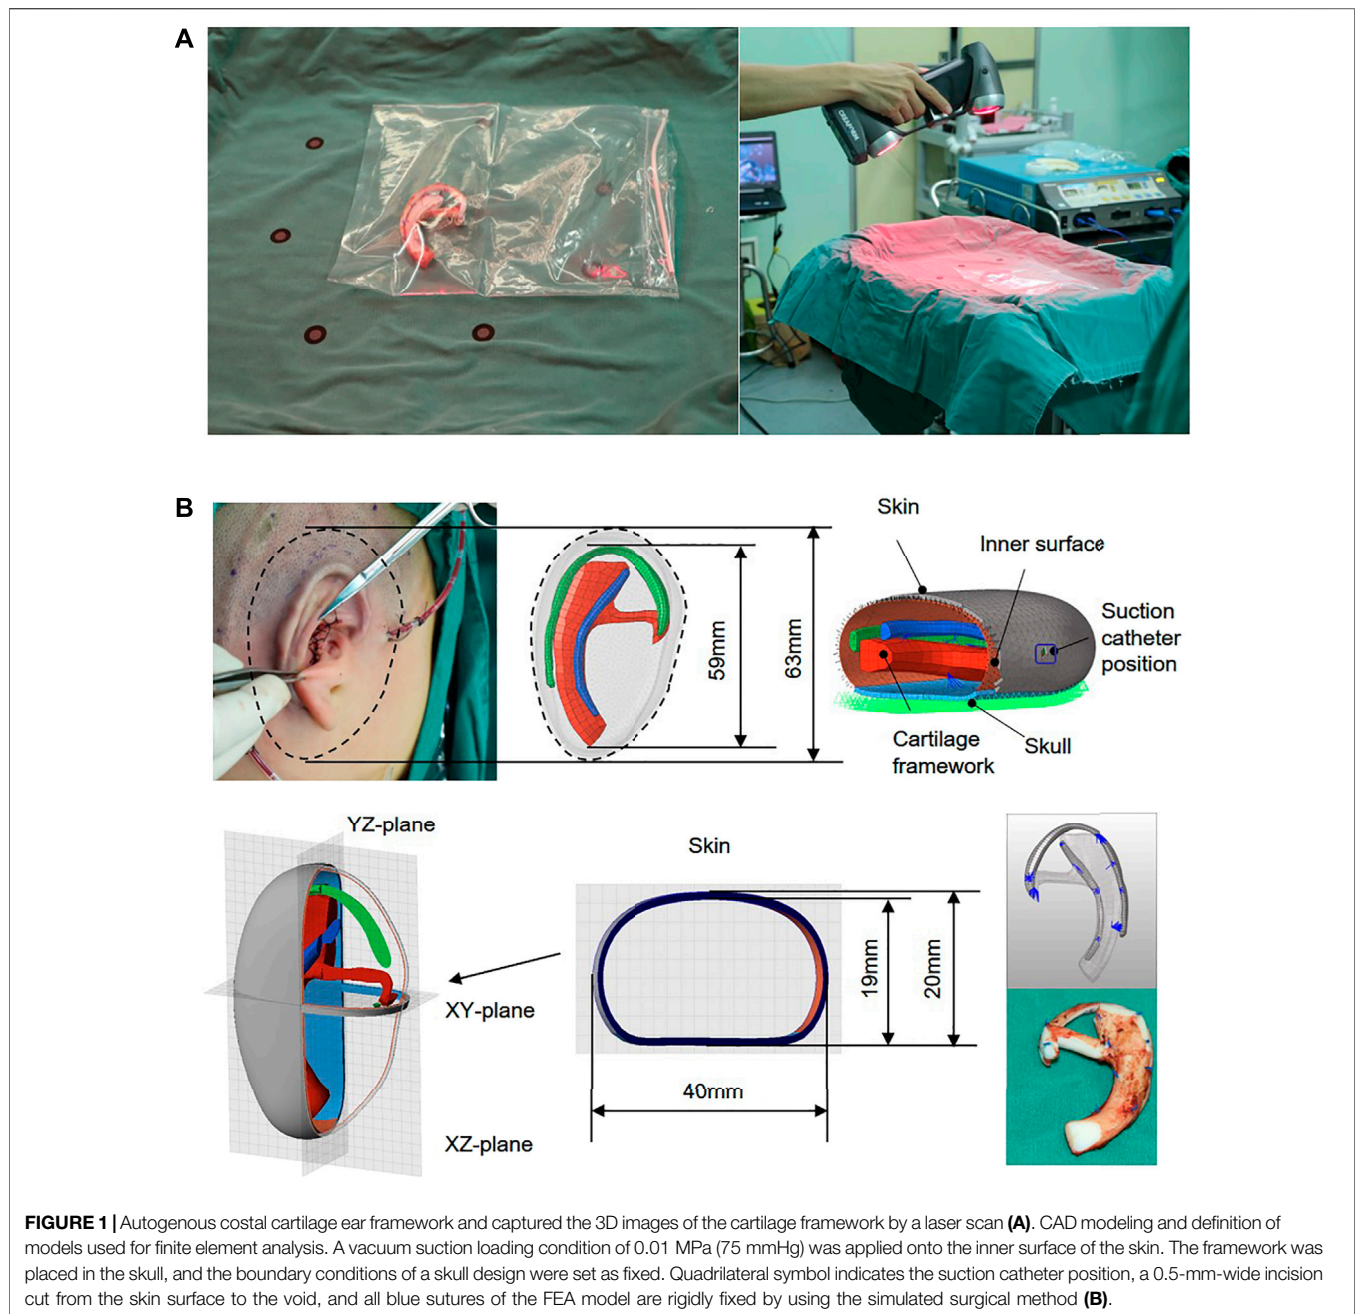 A
CREAFORM
B
Skin
Inner surface
Suction
catheter
position
59mm
63mm
Cartilage
framework
Skull
YZ-plane
Skin
XY-plane
19mm
20mm
40mm
XZ-plane
FIGURE 1 | Autogenous costal cartilage ear framework and captured the 3D images of the cartilage framework by a laser scan (A). CAD modeling and definition of
models used for finite element analysis. A vacuum suction loading condition of 0.01 MPa (75 mmHg) was applied onto the inner surface of the skin. The framework was
placed in the skull, and the boundary conditions of a skull design were set as fixed. Quadrilateral symbol indicates the suction catheter position, a 0.5-mm-wide incision
cut from the skin surface to the void, and all blue sutures of the FEA model are rigidly fixed by using the simulated surgical method (B).